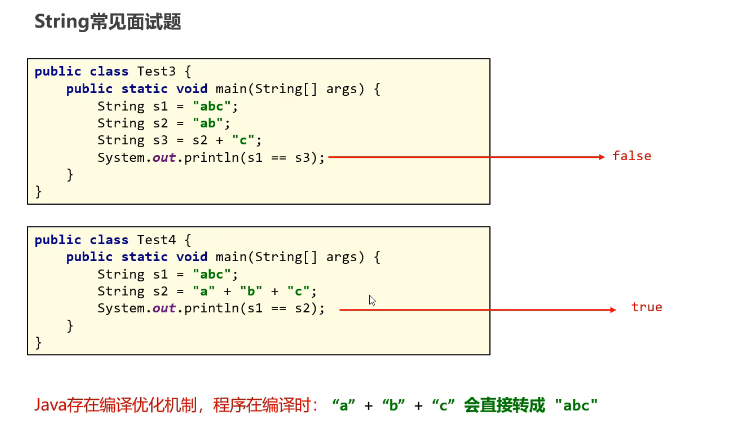 String常见面试题
public class Test3 {
    public static void main(String[] args) {
        String s1 = "abc";
        String s2 = "ab";
        String s3 = s2 + "c";
        System.out.println(s1 == s3); false
    }
}
public class Test4 {
    public static void main(String[] args) {
        String s1 = "abc";
        String s2 = "a" + "b" + "c";
        System.out.println(s1 == s2); true
    }
}
Java存在编译优化机制，程序在编译时： “a” + “b” + “c” 会直接转成 "abc"